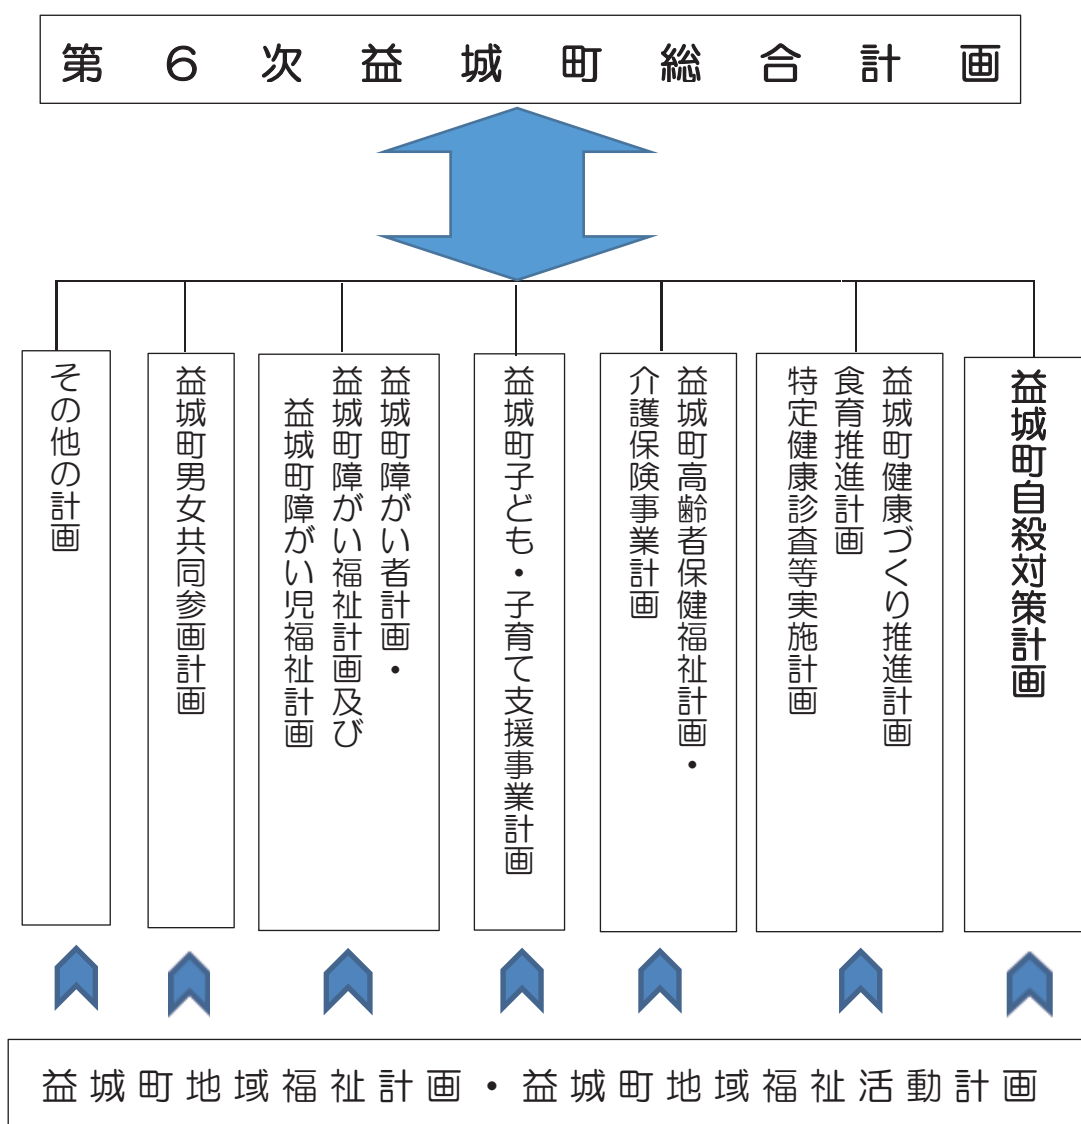 第６次益城町総合計画
益城町自殺対策計画
益城町健康づくり推進計画
食育推進計画
特定健康診査等実施計画
益城町高齢者保健福祉計画・
介護保険事業計画
益城町子ども・子育て支援事業計画
益城町障がい者計画・
益城町障がい福祉計画及び
益城町障がい児福祉計画
益城町男女共同参画計画
その他の計画
益城町地域福祉計画・益城町地域福祉活動計画